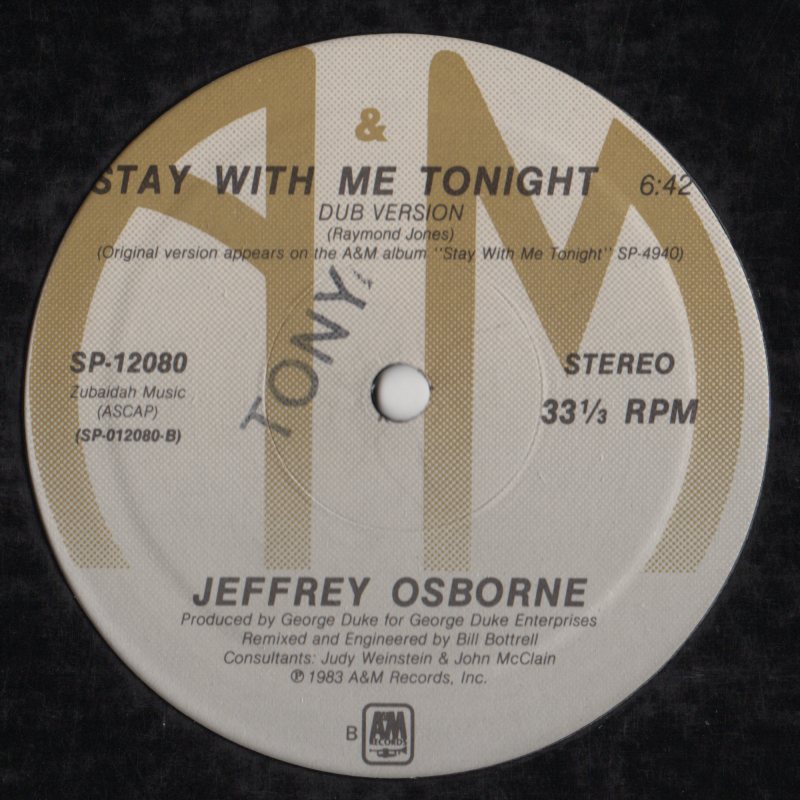 A & M
STAY WITH ME TONIGHT 6:42
DUB VERSION
(Raymond Jones)
(Original version appears on the A&M album "Stay With Me Tonight" SP-4940)
TONY
SP-12080
Zubaidah Music
(ASCAP)
(SP-012080-B)
STEREO
33⅓ RPM
JEFFREY OSBORNE
Produced by George Duke for George Duke Enterprises
Remixed and Engineered by Bill Bottrell
Consultants: Judy Weinstein & John McClain
℗ 1983 A&M Records, Inc.
B
A&M
RECORDS